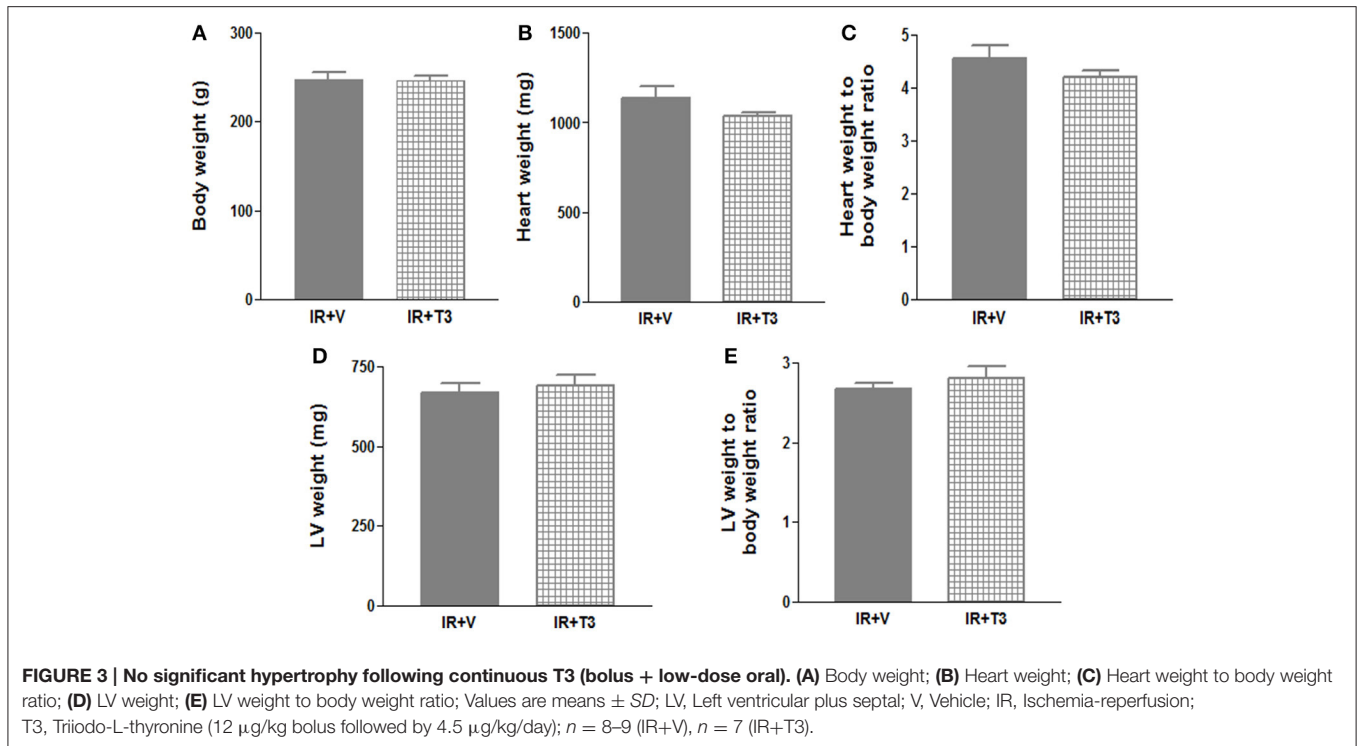 A
Body weight (g)
300
200
100
0
IR+V IR+T3
B
Heart weight (mg)
1500
1000
500
0
IR+V IR+T3
C
Heart weight to
body weight ratio
5
4
3
2
1
0
IR+V IR+T3
D
LV weight (mg)
750
500
250
0
IR+V IR+T3
E
LV weight to
body weight ratio
3
2
1
0
IR+V IR+T3
FIGURE 3 | No significant hypertrophy following continuous T3 (bolus + low-dose oral). (A) Body weight; (B) Heart weight; (C) Heart weight to body weight
ratio; (D) LV weight; (E) LV weight to body weight ratio; Values are means ± SD; LV, Left ventricular plus septal; V, Vehicle; IR, Ischemia-reperfusion;
T3, Triiodo-L-thyronine (12 μg/kg bolus followed by 4.5 μg/kg/day); n = 8–9 (IR+V), n = 7 (IR+T3).